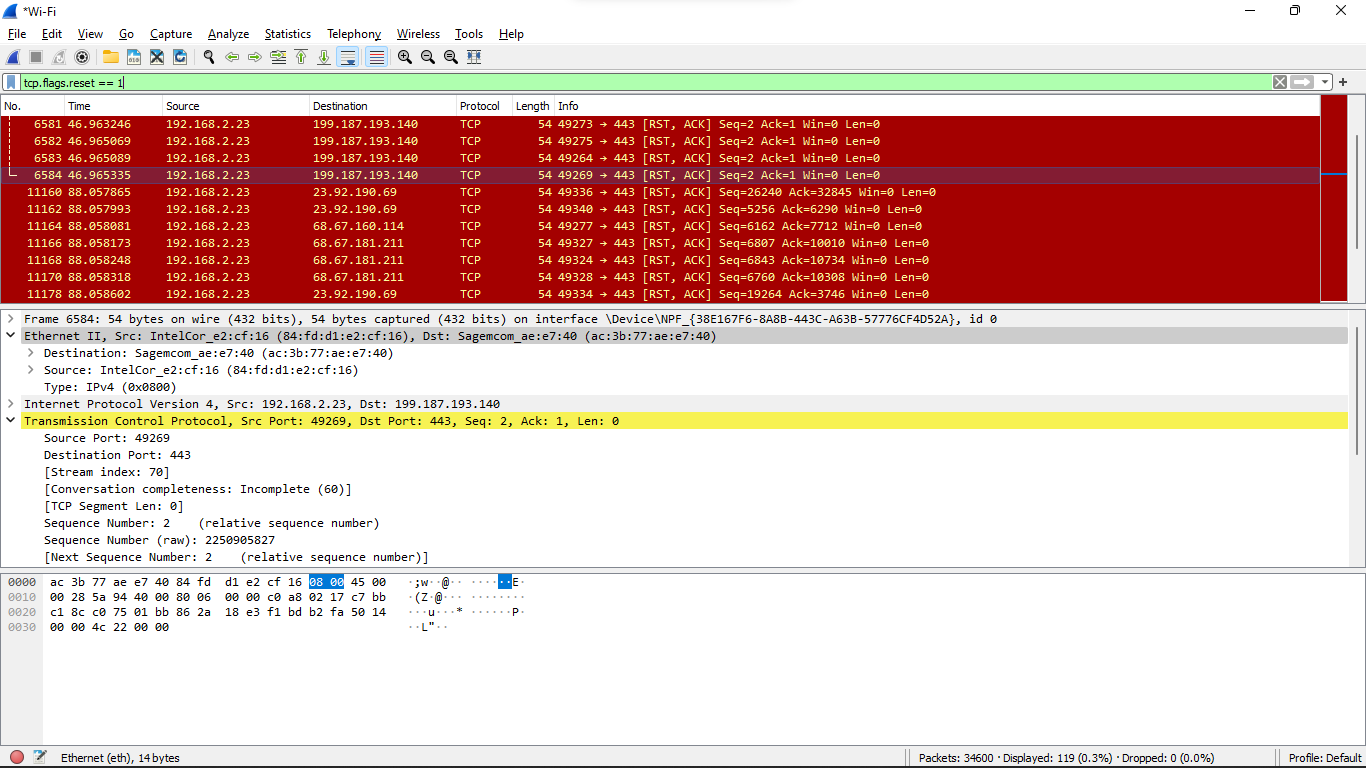 *Wi-Fi
File Edit View Go Capture Analyze Statistics Telephony Wireless Tools Help
tcp.flags.reset == 1
No. Time Source Destination Protocol Length Info
6581 46.963246 192.168.2.23 199.187.193.140 TCP 54 49273 → 443 [RST, ACK] Seq=2 Ack=1 Win=0 Len=0
6582 46.965069 192.168.2.23 199.187.193.140 TCP 54 49275 → 443 [RST, ACK] Seq=2 Ack=1 Win=0 Len=0
6583 46.965089 192.168.2.23 199.187.193.140 TCP 54 49264 → 443 [RST, ACK] Seq=2 Ack=1 Win=0 Len=0
6584 46.965335 192.168.2.23 199.187.193.140 TCP 54 49269 → 443 [RST, ACK] Seq=2 Ack=1 Win=0 Len=0
11160 88.057865 192.168.2.23 23.92.190.69 TCP 54 49336 → 443 [RST, ACK] Seq=26240 Ack=32845 Win=0 Len=0
11162 88.057993 192.168.2.23 23.92.190.69 TCP 54 49340 → 443 [RST, ACK] Seq=5256 Ack=6290 Win=0 Len=0
11164 88.058081 192.168.2.23 68.67.160.114 TCP 54 49277 → 443 [RST, ACK] Seq=6162 Ack=7712 Win=0 Len=0
11166 88.058173 192.168.2.23 68.67.181.211 TCP 54 49327 → 443 [RST, ACK] Seq=6807 Ack=10010 Win=0 Len=0
11168 88.058248 192.168.2.23 68.67.181.211 TCP 54 49324 → 443 [RST, ACK] Seq=6843 Ack=10734 Win=0 Len=0
11170 88.058318 192.168.2.23 68.67.181.211 TCP 54 49328 → 443 [RST, ACK] Seq=6760 Ack=10308 Win=0 Len=0
11178 88.058602 192.168.2.23 23.92.190.69 TCP 54 49334 → 443 [RST, ACK] Seq=19264 Ack=3746 Win=0 Len=0
Frame 6584: 54 bytes on wire (432 bits), 54 bytes captured (432 bits) on interface \Device\NPF_{38E167F6-8A8B-443C-A63B-57776CF4D52A}, id 0
Ethernet II, Src: IntelCor_e2:cf:16 (84:fd:d1:e2:cf:16), Dst: Sagemcom_ae:e7:40 (ac:3b:77:ae:e7:40)
Destination: Sagemcom_ae:e7:40 (ac:3b:77:ae:e7:40)
Source: IntelCor_e2:cf:16 (84:fd:d1:e2:cf:16)
Type: IPv4 (0x0800)
Internet Protocol Version 4, Src: 192.168.2.23, Dst: 199.187.193.140
Transmission Control Protocol, Src Port: 49269, Dst Port: 443, Seq: 2, Ack: 1, Len: 0
Source Port: 49269
Destination Port: 443
[Stream index: 70]
[Conversation completeness: Incomplete (60)]
[TCP Segment Len: 0]
Sequence Number: 2 (relative sequence number)
Sequence Number (raw): 2250905827
[Next Sequence Number: 2 (relative sequence number)]
0000 ac 3b 77 ae e7 40 84 fd d1 e2 cf 16 08 00 45 00 ·;w··@·· ······E·
0010 00 28 5a 94 40 00 80 06 00 00 c0 a8 02 17 c7 bb ·(Z·@··· ········
0020 c1 8c c0 75 01 bb 86 2a 18 e3 f1 bd b2 fa 50 14 ···u···* ······P·
0030 00 00 4c 22 00 00 ··L"··
Ethernet (eth), 14 bytes Packets: 34600 · Displayed: 119 (0.3%) · Dropped: 0 (0.0%) Profile: Default